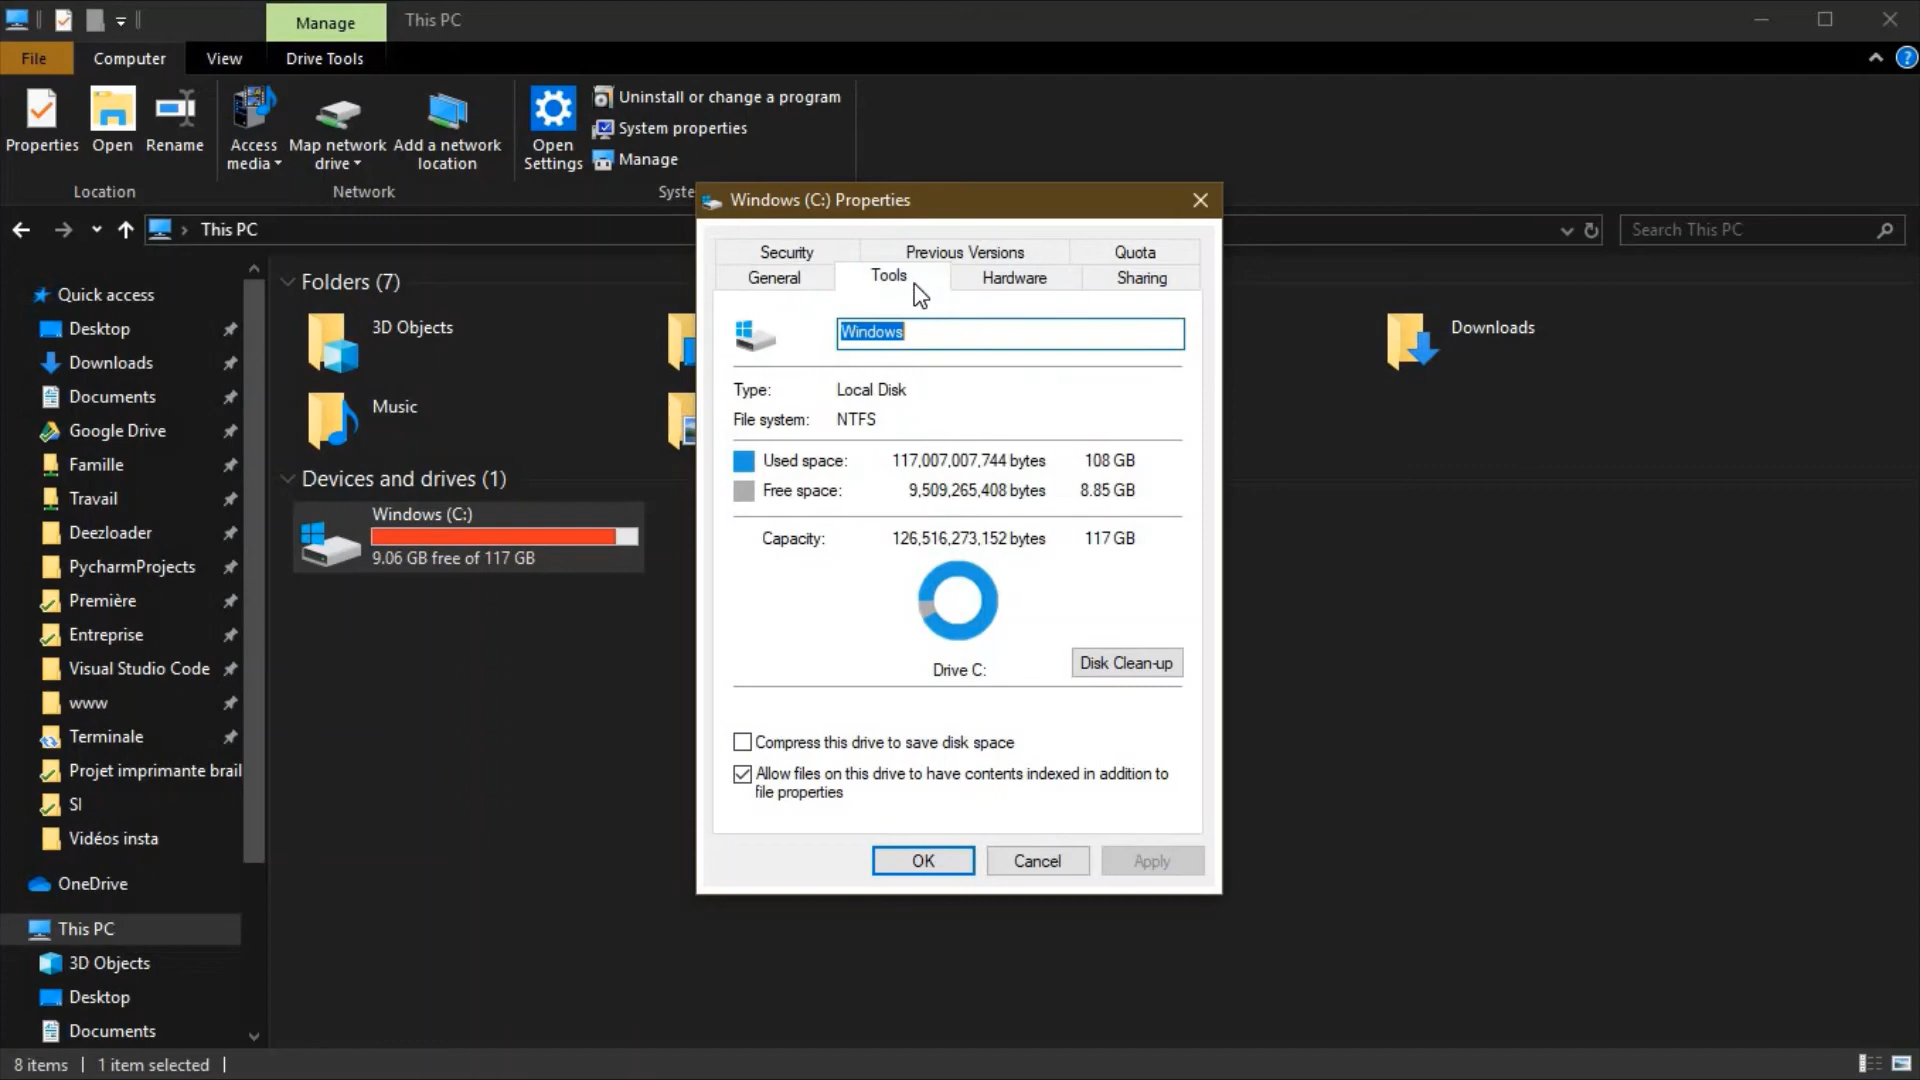 Manage
This PC
File
Computer
View
Drive Tools
Properties
Open
Rename
Access
media
Map network
drive
Add a network
location
Open
Settings
Uninstall or change a program
System properties
Manage
Location
Network
Syste
This PC
Search This PC
Quick access
Desktop
Downloads
Documents
Google Drive
Famille
Travail
Deezloader
PycharmProjects
Première
Entreprise
Visual Studio Code
www
Terminale
Projet imprimante brail
SI
Vidéos insta
OneDrive
This PC
3D Objects
Desktop
Documents
Folders (7)
3D Objects
Downloads
Music
Devices and drives (1)
Windows (C:)
9.06 GB free of 117 GB
Windows (C:) Properties
Security
Previous Versions
Quota
General
Tools
Hardware
Sharing
Windows
Type: Local Disk
File system: NTFS
Used space: 117,007,007,744 bytes 108 GB
Free space: 9,509,265,408 bytes 8.85 GB
Capacity: 126,516,273,152 bytes 117 GB
Drive C:
Disk Clean-up
Compress this drive to save disk space
Allow files on this drive to have contents indexed in addition to
file properties
OK
Cancel
Apply
8 items
1 item selected